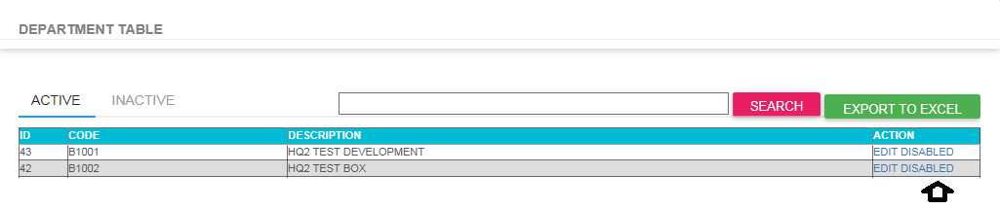 DEPARTMENT TABLE
ACTIVE INACTIVE SEARCH EXPORT TO EXCEL
ID CODE DESCRIPTION ACTION
43 B1001 HQ2 TEST DEVELOPMENT EDIT DISABLED
42 B1002 HQ2 TEST BOX EDIT DISABLED